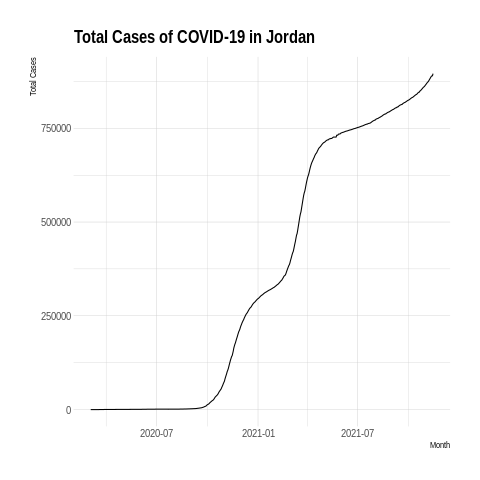 Total Cases of COVID-19 in Jordan
Total Cases
750000
500000
250000
0
2020-07
2021-01
2021-07
Month